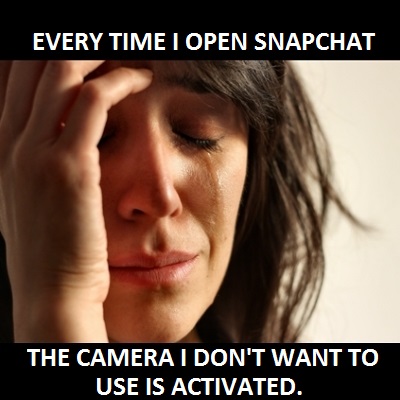 EVERY TIME I OPEN SNAPCHAT
THE CAMERA I DON'T WANT TO
USE IS ACTIVATED.